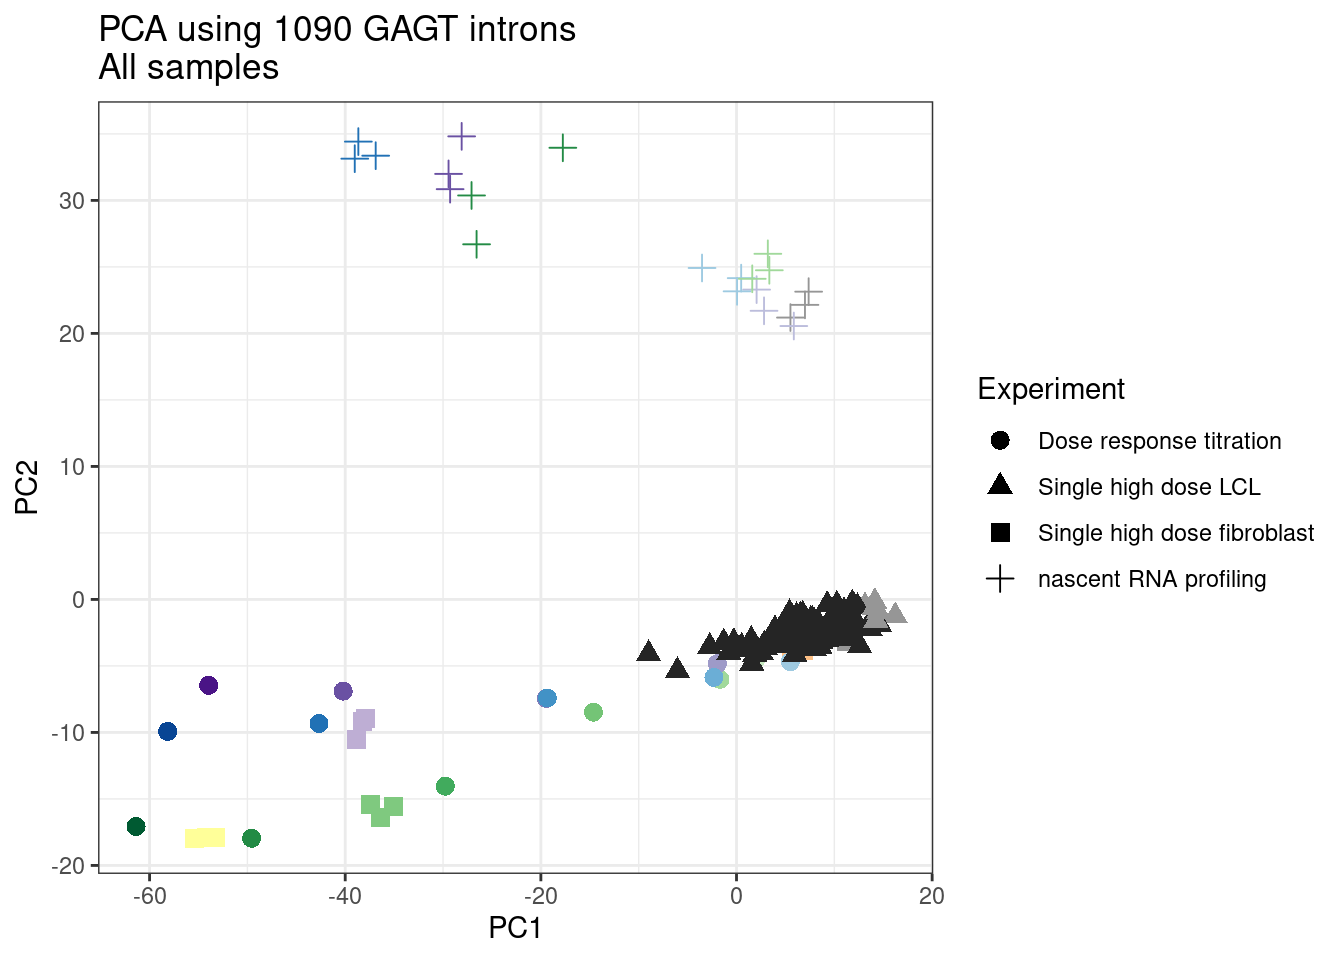 PCA using 1090 GAGT introns
All samples
30
20
10
0
-10
-20
PC2
-60
-40
-20
0
20
PC1
Experiment
Dose response titration
Single high dose LCL
Single high dose fibroblast
nascent RNA profiling